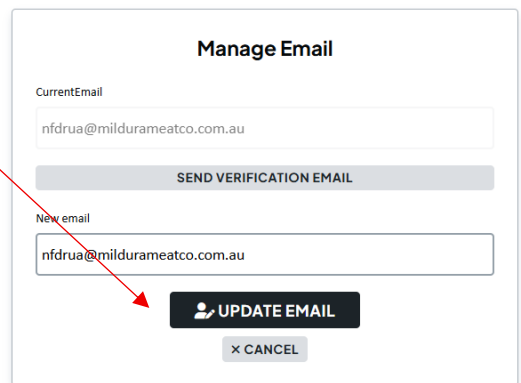 Manage Email
CurrentEmail
nfdrua@mildurameatco.com.au
SEND VERIFICATION EMAIL
New email
nfdrua@mildurameatco.com.au
UPDATE EMAIL
× CANCEL